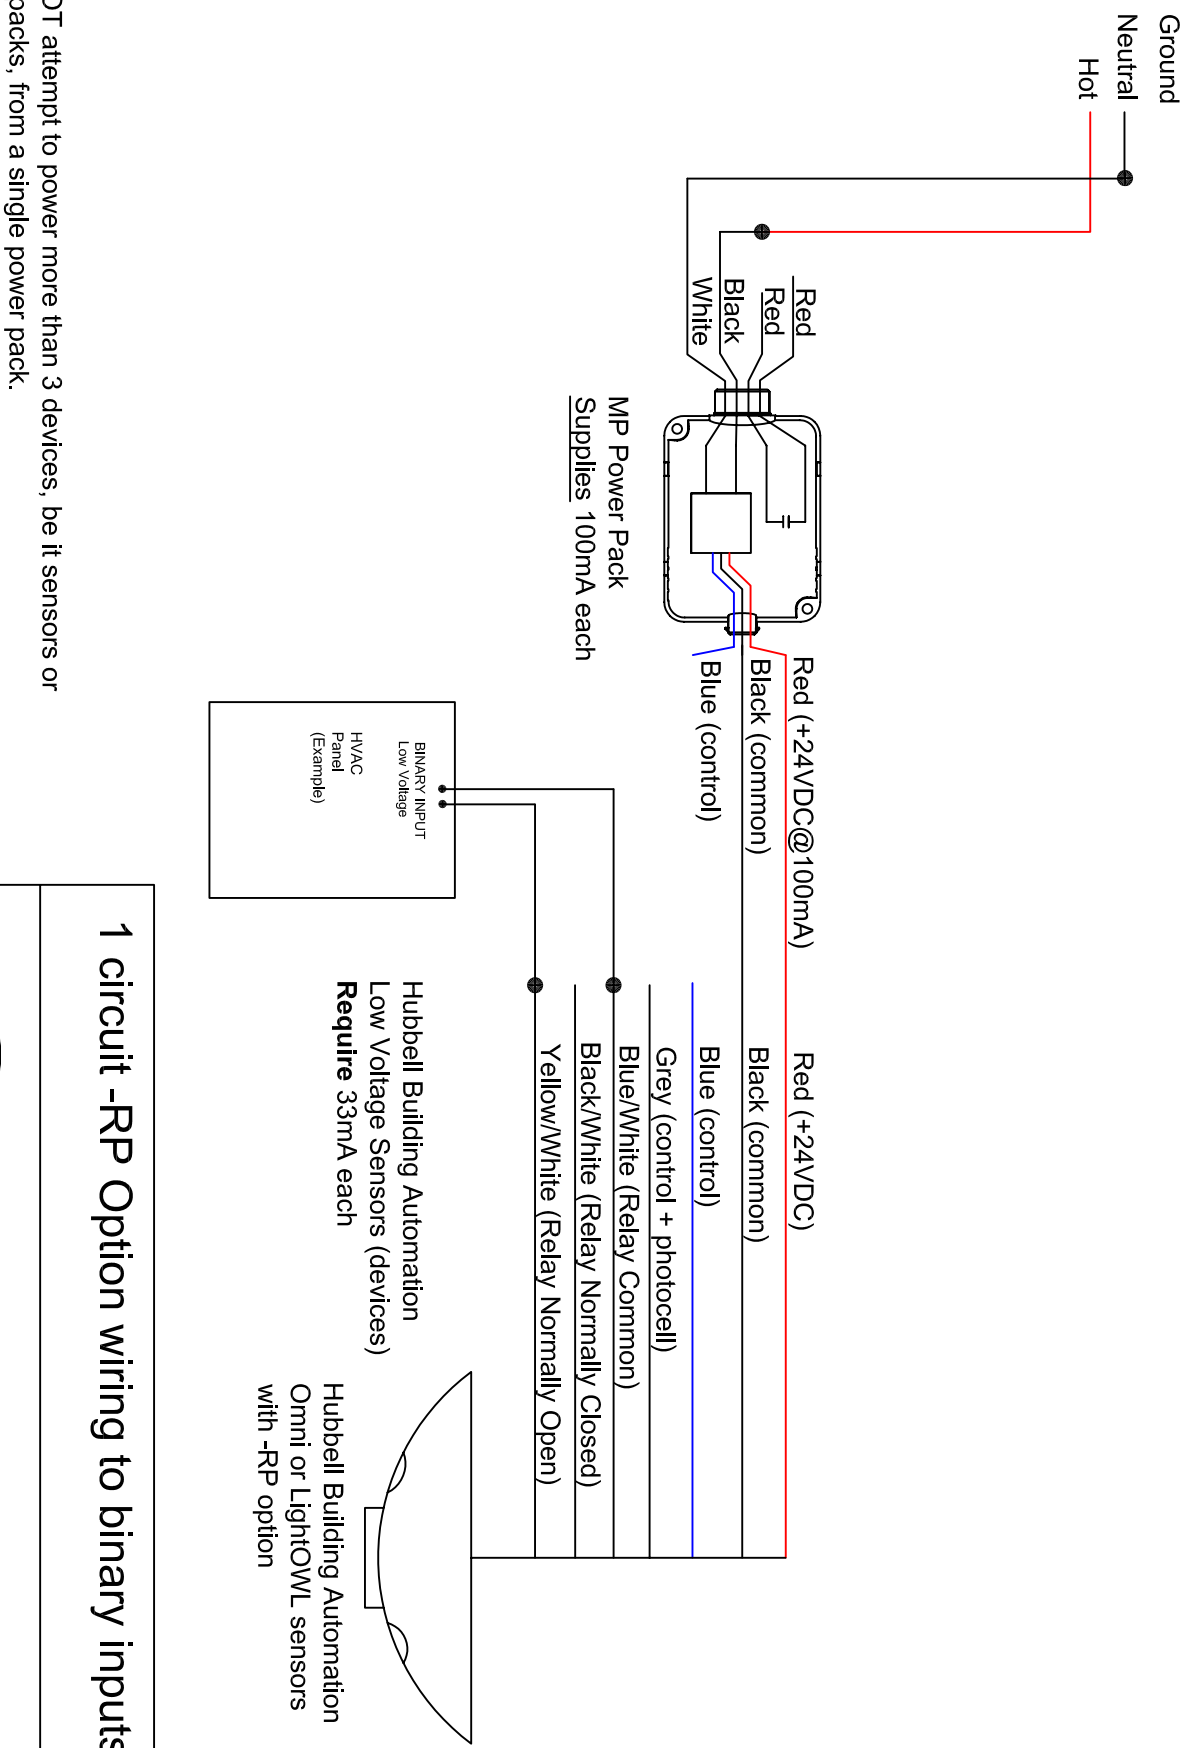 Ground
Neutral
Hot
Red
Red
Black
White
MP Power Pack
Supplies 100mA each
Red (+24VDC@100mA)
Black (common)
Blue (control)
Red (+24VDC)
Black (common)
Blue (control)
Grey (control + photocell)
Blue/White (Relay Common)
Black/White (Relay Normally Closed)
Yellow/White (Relay Normally Open)
BINARY INPUT
Low Voltage
HVAC
Panel
(Example)
Hubbell Building Automation
Low Voltage Sensors (devices)
Require 33mA each
Hubbell Building Automation
Omni or LightOWL sensors
with -RP option
OT attempt to power more than 3 devices, be it sensors or
packs, from a single power pack.
1 circuit -RP Option wiring to binary inputs